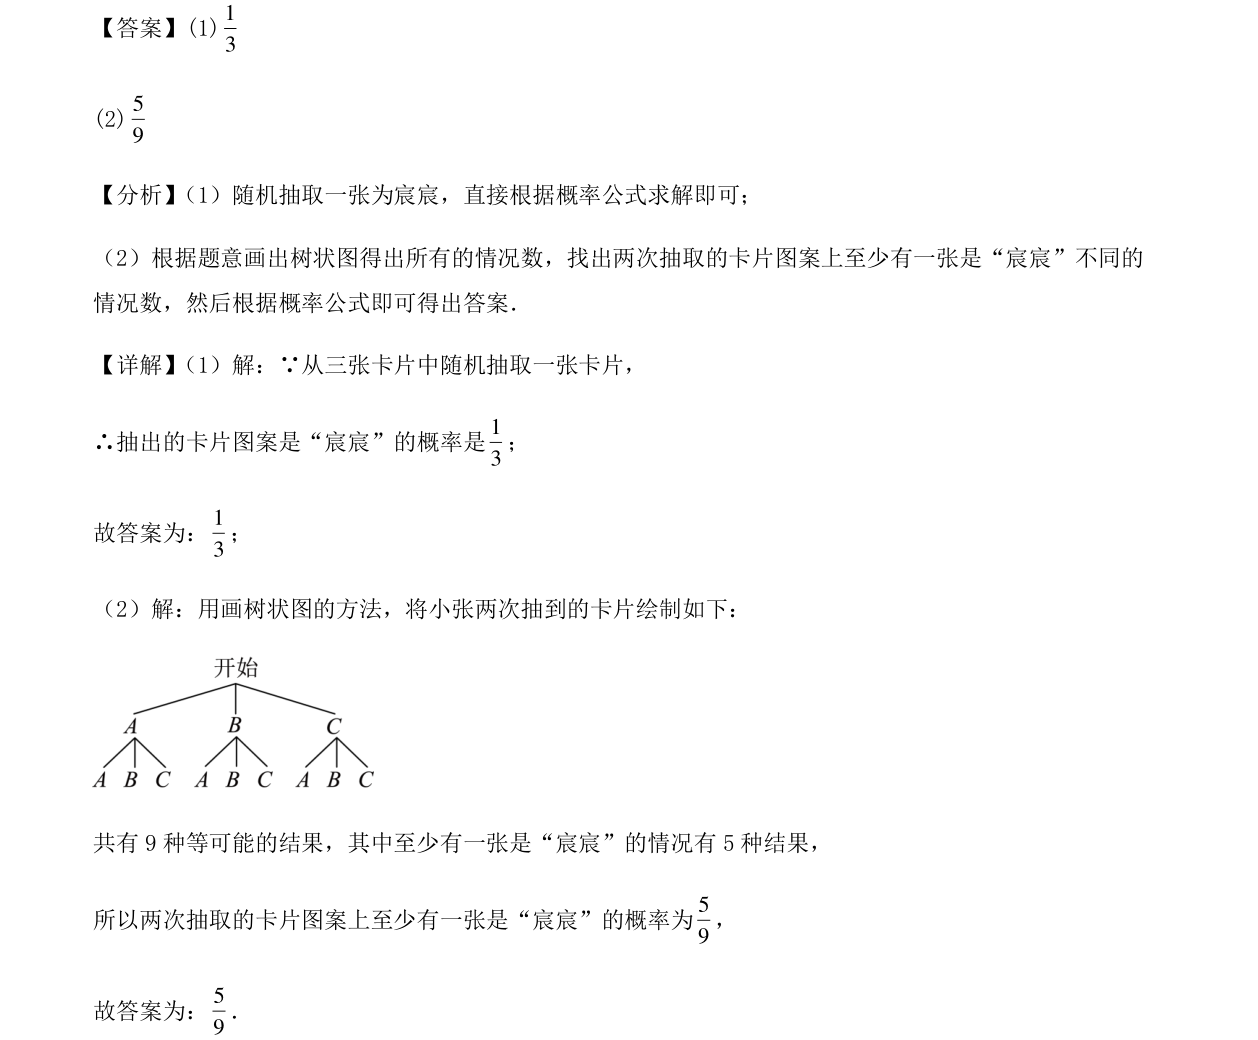 【答案】(1)1/3
(2)5/9
【分析】（1）随机抽取一张为宸宸，直接根据概率公式求解即可；
（2）根据题意画出树状图得出所有的情况数，找出两次抽取的卡片图案上至少有一张是“宸宸”不同的
情况数，然后根据概率公式即可得出答案．
【详解】（1）解：∵从三张卡片中随机抽取一张卡片，
∴抽出的卡片图案是“宸宸”的概率是1/3；
故答案为：1/3；
（2）解：用画树状图的方法，将小张两次抽到的卡片绘制如下：
开始
A B C
A B C A B C A B C
共有 9 种等可能的结果，其中至少有一张是“宸宸”的情况有 5 种结果，
所以两次抽取的卡片图案上至少有一张是“宸宸”的概率为5/9，
故答案为：5/9．